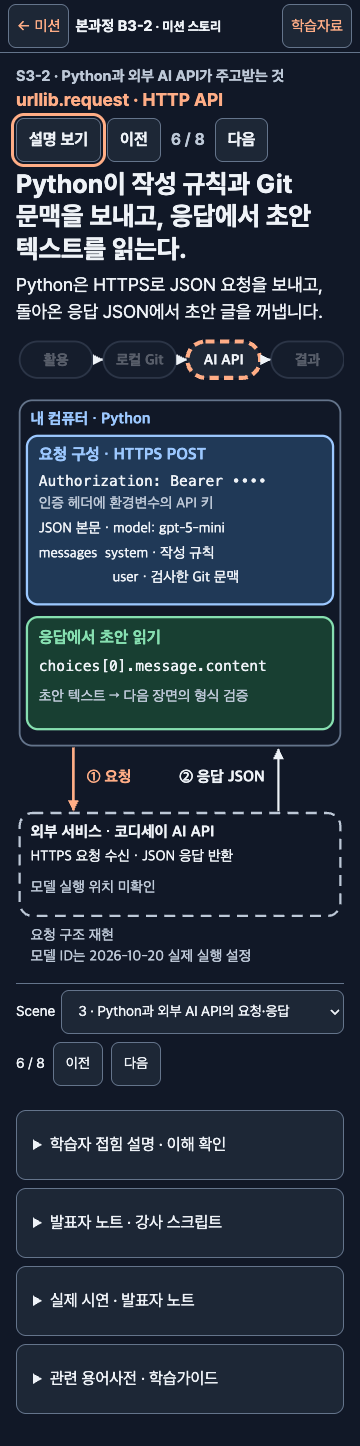 ← 미션
본과정 B3-2 · 미션 스토리
학습자료
S3-2 · Python과 외부 AI API가 주고받는 것
urllib.request · HTTP API
설명 보기
이전
6 / 8
다음
Python이 작성 규칙과 Git
문맥을 보내고, 응답에서 초안
텍스트를 읽는다.
Python은 HTTPS로 JSON 요청을 보내고,
돌아온 응답 JSON에서 초안 글을 꺼냅니다.
활용
로컬 Git
AI API
결과
내 컴퓨터 · Python
요청 구성 · HTTPS POST
Authorization: Bearer ••••
인증 헤더에 환경변수의 API 키
JSON 본문 · model: gpt-5-mini
messages system · 작성 규칙
user · 검사한 Git 문맥
응답에서 초안 읽기
choices[0].message.content
초안 텍스트 → 다음 장면의 형식 검증
① 요청
② 응답 JSON
외부 서비스 · 코디세이 AI API
HTTPS 요청 수신 · JSON 응답 반환
모델 실행 위치 미확인
요청 구조 재현
모델 ID는 2026-10-20 실제 실행 설정
Scene
3 · Python과 외부 AI API의 요청·응답
6 / 8
이전
다음
▶ 학습자 접힘 설명 · 이해 확인
▶ 발표자 노트 · 강사 스크립트
▶ 실제 시연 · 발표자 노트
▶ 관련 용어사전 · 학습가이드